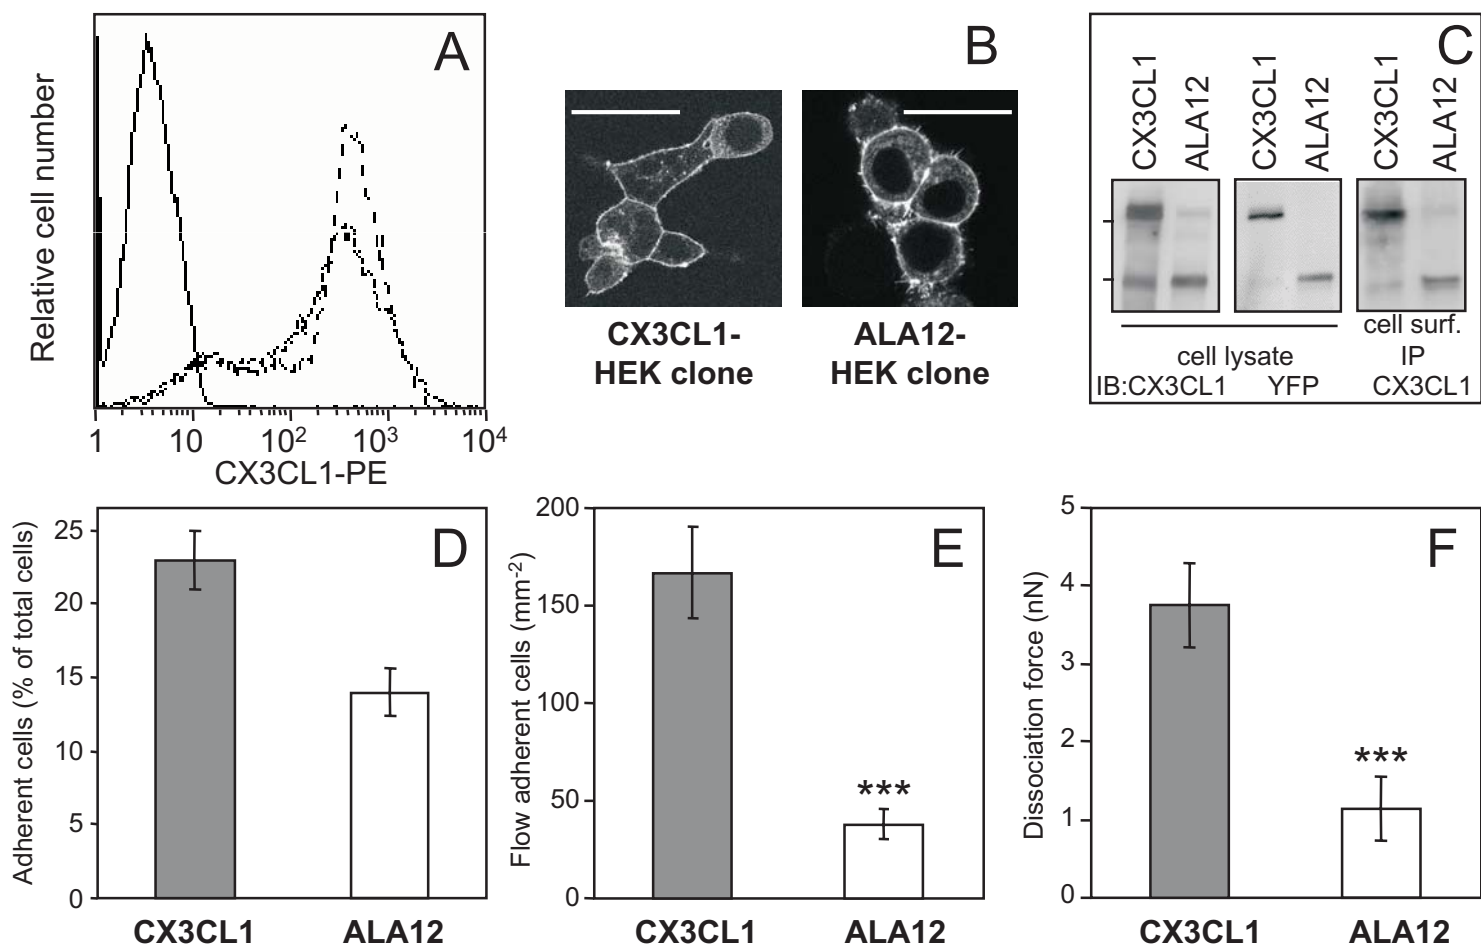 A
Relative cell number
1 10 10² 10³ 10⁴
CX3CL1-PE
B
CX3CL1-
HEK clone
ALA12-
HEK clone
C
CX3CL1
ALA12
CX3CL1
ALA12
CX3CL1
ALA12
cell lysate
IB:CX3CL1 YFP
cell surf.
IP
CX3CL1
D
Adherent cells (% of total cells)
25
20
15
10
5
0
CX3CL1 ALA12
E
Flow adherent cells (mm⁻²)
200
150
100
50
0
***
CX3CL1 ALA12
F
Dissociation force (nN)
5
4
3
2
1
0
***
CX3CL1 ALA12